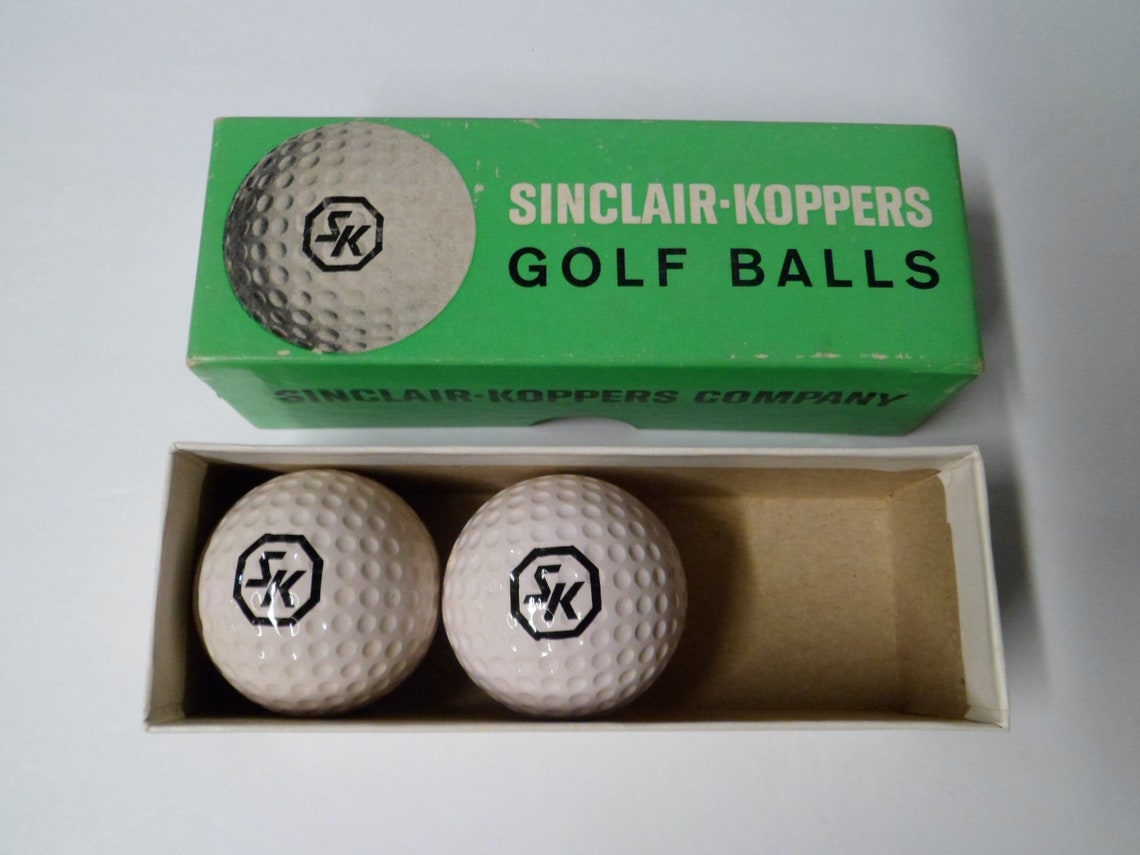 SK
SINCLAIR-KOPPERS
GOLF BALLS
SINCLAIR-KOPPERS COMPANY
SK
SK